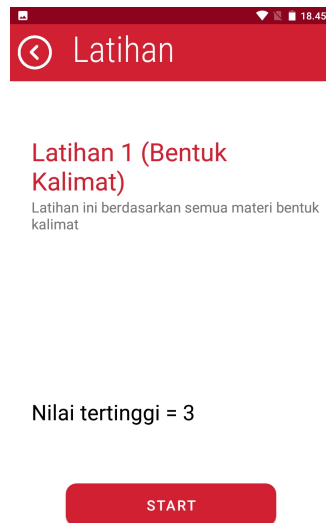 18.45
Latihan
Latihan 1 (Bentuk
Kalimat)
Latihan ini berdasarkan semua materi bentuk
kalimat
Nilai tertinggi = 3
START